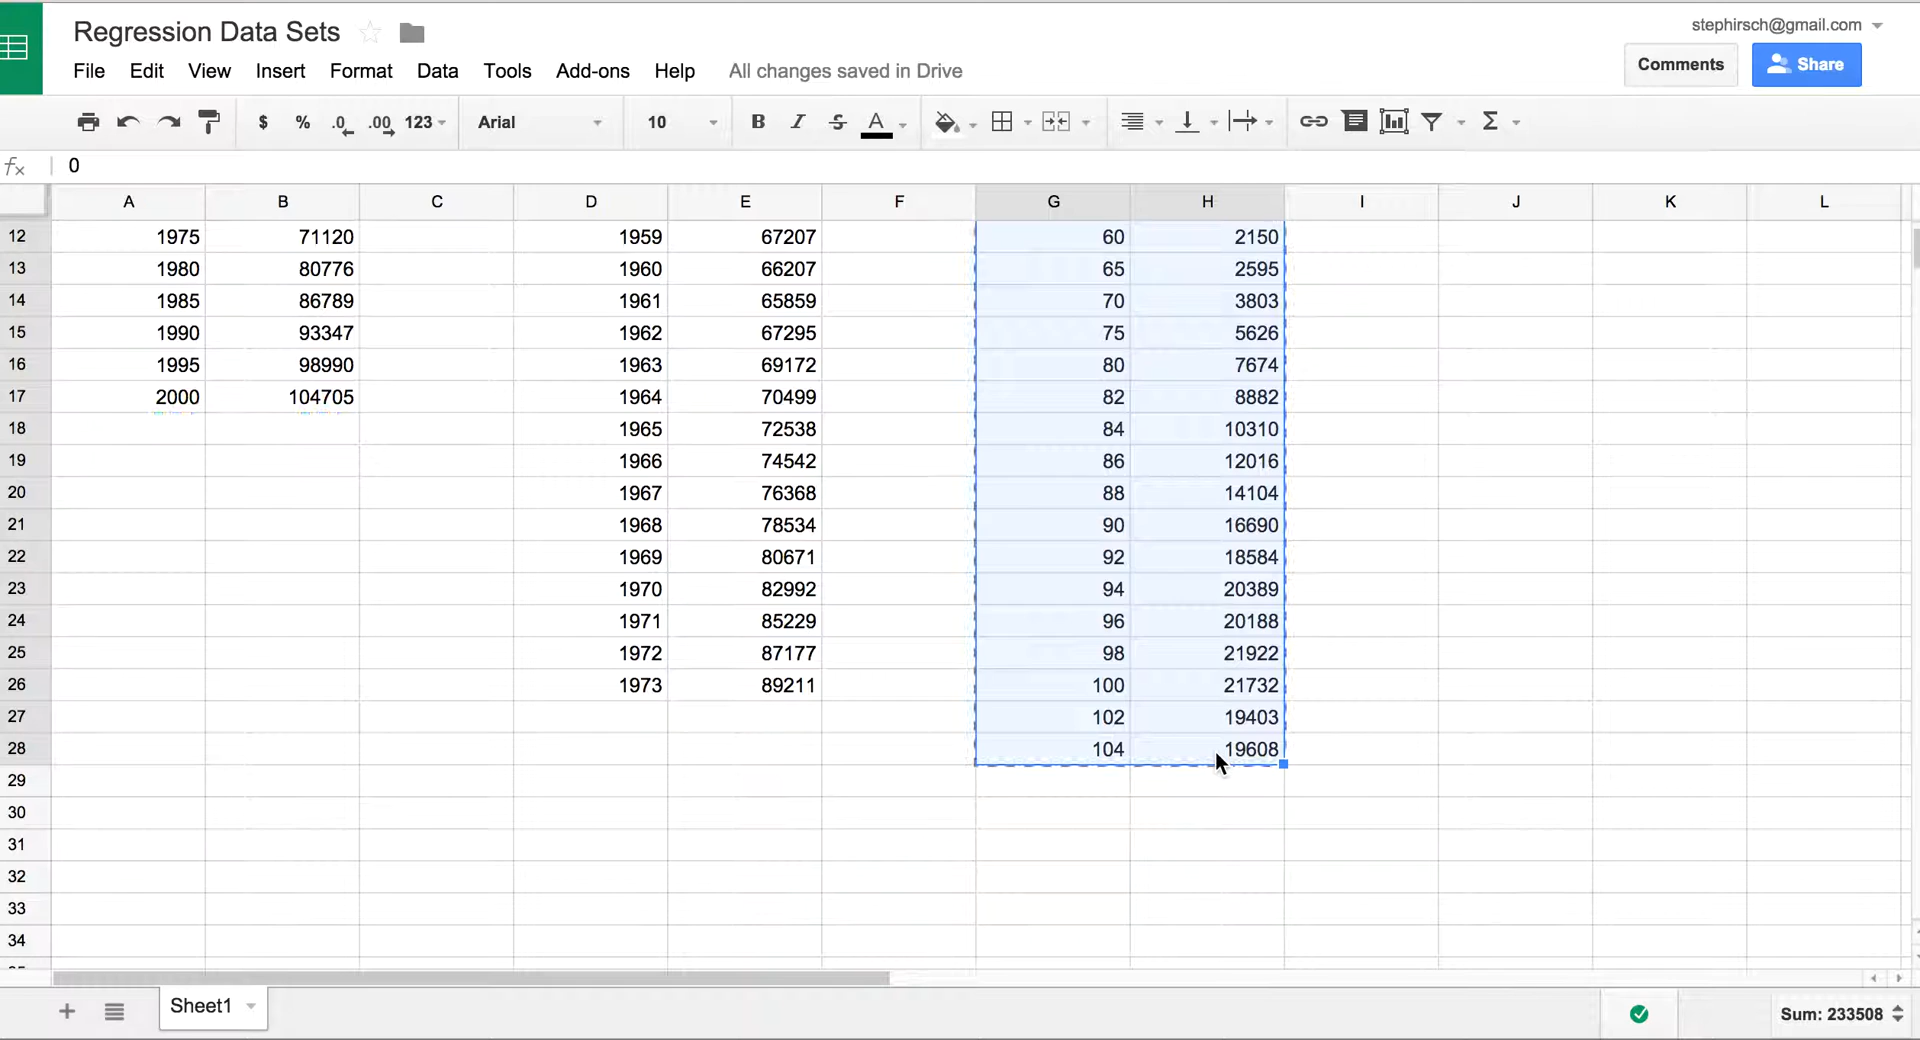 Regression Data Sets
stephirsch@gmail.com
File Edit View Insert Format Data Tools Add-ons Help All changes saved in Drive
Comments Share
$ % .0 .00 123 Arial 10 B I S A Σ
fx 0
A B C D E F G H I J K L
12 1975 71120 1959 67207 60 2150
13 1980 80776 1960 66207 65 2595
14 1985 86789 1961 65859 70 3803
15 1990 93347 1962 67295 75 5626
16 1995 98990 1963 69172 80 7674
17 2000 104705 1964 70499 82 8882
18 1965 72538 84 10310
19 1966 74542 86 12016
20 1967 76368 88 14104
21 1968 78534 90 16690
22 1969 80671 92 18584
23 1970 82992 94 20389
24 1971 85229 96 20188
25 1972 87177 98 21922
26 1973 89211 100 21732
27 102 19403
28 104 19608
29
30
31
32
33
34
Sheet1
Sum: 233508